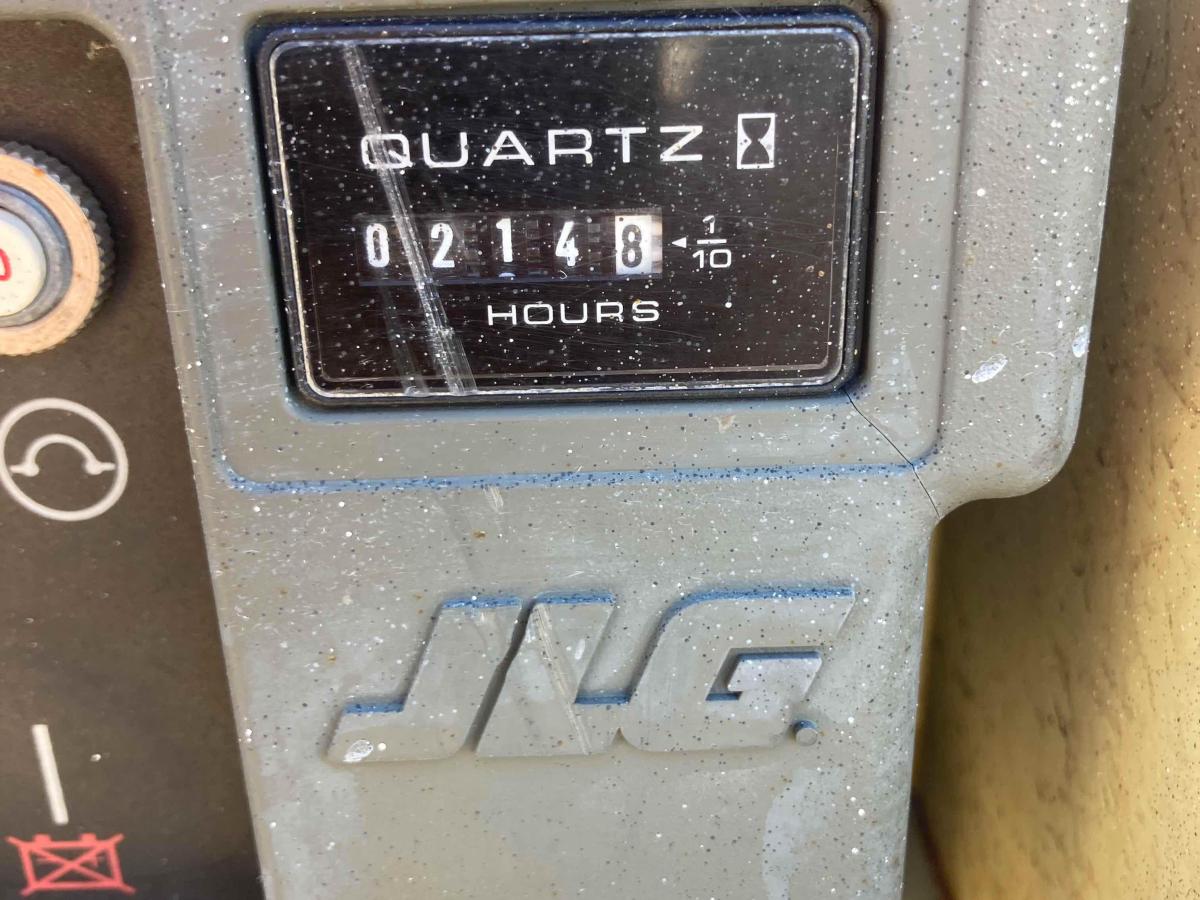 QUARTZ
02148 1/10
HOURS
JLG